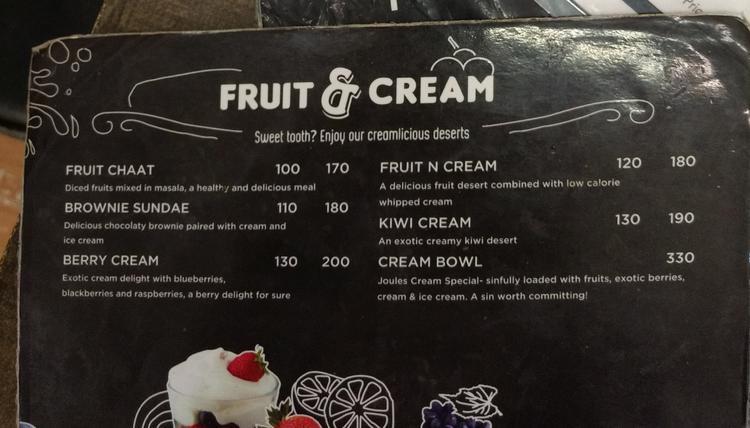 FRUIT & CREAM
Sweet tooth? Enjoy our creamlicious deserts
FRUIT CHAAT 100 170
Diced fruits mixed in masala, a healthy and delicious meal
BROWNIE SUNDAE 110 180
Delicious chocolaty brownie paired with cream and
ice cream
BERRY CREAM 130 200
Exotic cream delight with blueberries,
blackberries and raspberries, a berry delight for sure
FRUIT N CREAM 120 180
A delicious fruit desert combined with low calorie
whipped cream
KIWI CREAM 130 190
An exotic creamy kiwi desert
CREAM BOWL 330
Joules Cream Special- sinfully loaded with fruits, exotic berries,
cream & ice cream. A sin worth committing!